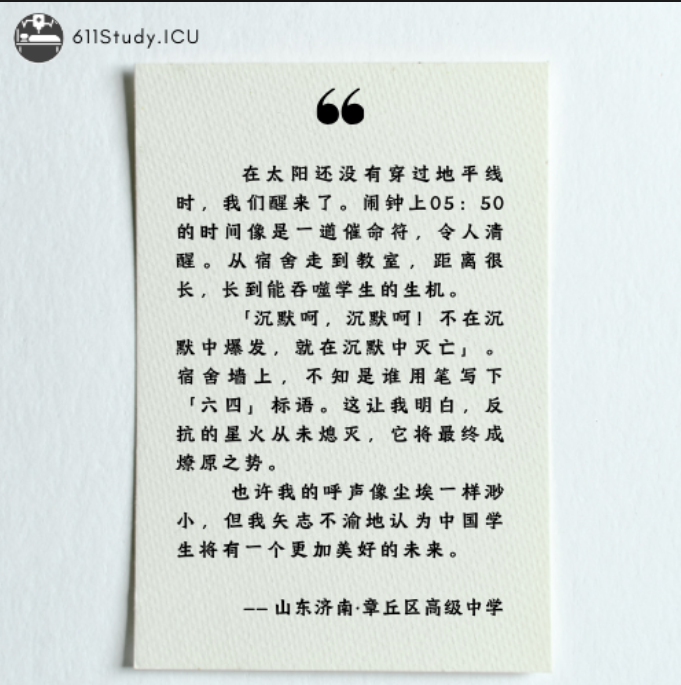 611Study.ICU
在太阳还没有穿过地平线
时，我们醒来了。闹钟上05：50
的时间像是一道催命符，令人清
醒。从宿舍走到教室，距离很
长，长到能吞噬学生的生机。
「沉默呵，沉默呵！不在沉
默中爆发，就在沉默中灭亡」。
宿舍墙上，不知是谁用笔写下
「六四」标语。这让我明白，反
抗的星火从未熄灭，它将最终成
燎原之势。
也许我的呼声像尘埃一样渺
小，但我矢志不渝地认为中国学
生将有一个更加美好的未来。
—— 山东济南·章丘区高级中学